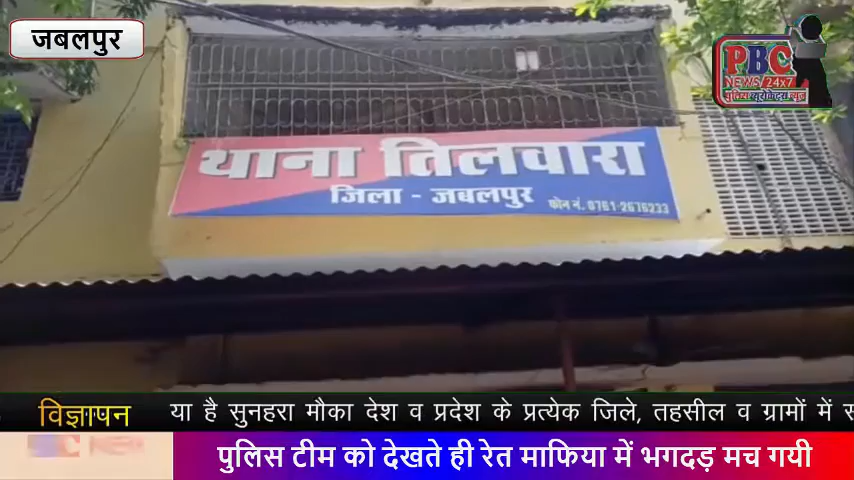 जबलपुर
PBC
NEWS 24x7
पुलिस ब्यूरोक्रेट्स न्यूज़
थाना तिलवारा
जिला - जबलपुर
फोन नं. 0761-2676233
विज्ञापन
या है सुनहरा मौका देश व प्रदेश के प्रत्येक जिले, तहसील व ग्रामों में स
पुलिस टीम को देखते ही रेत माफिया में भगदड़ मच गयी